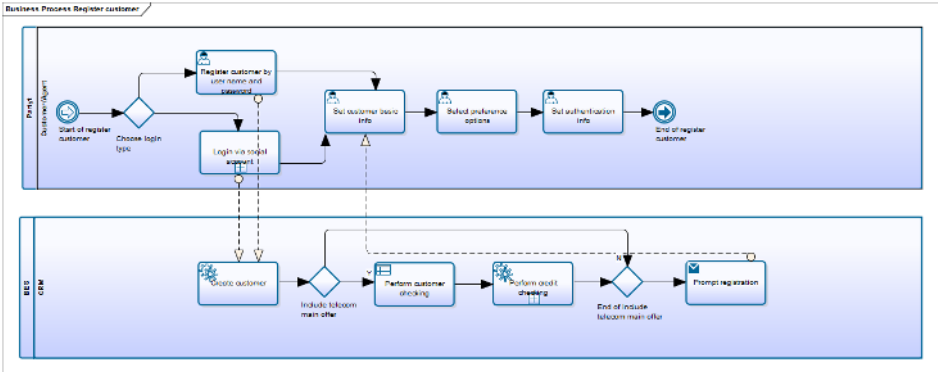 Business Process Register customer
Party1
Customer/Agent
Start of register
customer
Choose login
type
Register customer by
user name and
password
Login via social
account
Set customer basic
info
Select preference
options
Set authentication
info
End of register
customer
BES
CRM
Create customer
Include telecom
main offer
Y
Perform customer
checking
Perform credit
checking
N
End of include
telecom main offer
Prompt registration